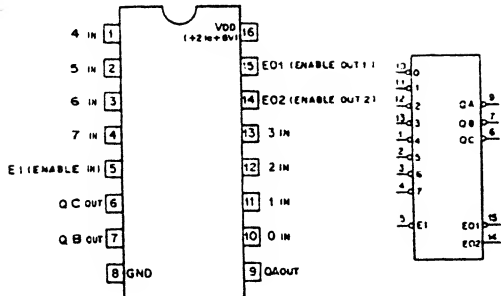 4 IN 1
5 IN 2
6 IN 3
7 IN 4
E1 (ENABLE IN) 5
QC OUT 6
QB OUT 7
8 GND
VDD 16
(+2 to +6V)
15 EO1 (ENABLE OUT 1)
14 EO2 (ENABLE OUT 2)
13 3 IN
12 2 IN
11 1 IN
10 0 IN
9 QA OUT
10 0
11 1
12 2
13 3
1 4
2 5
3 6
4 7
5 E1
QA 9
QB 7
QC 6
EO1 15
EO2 14